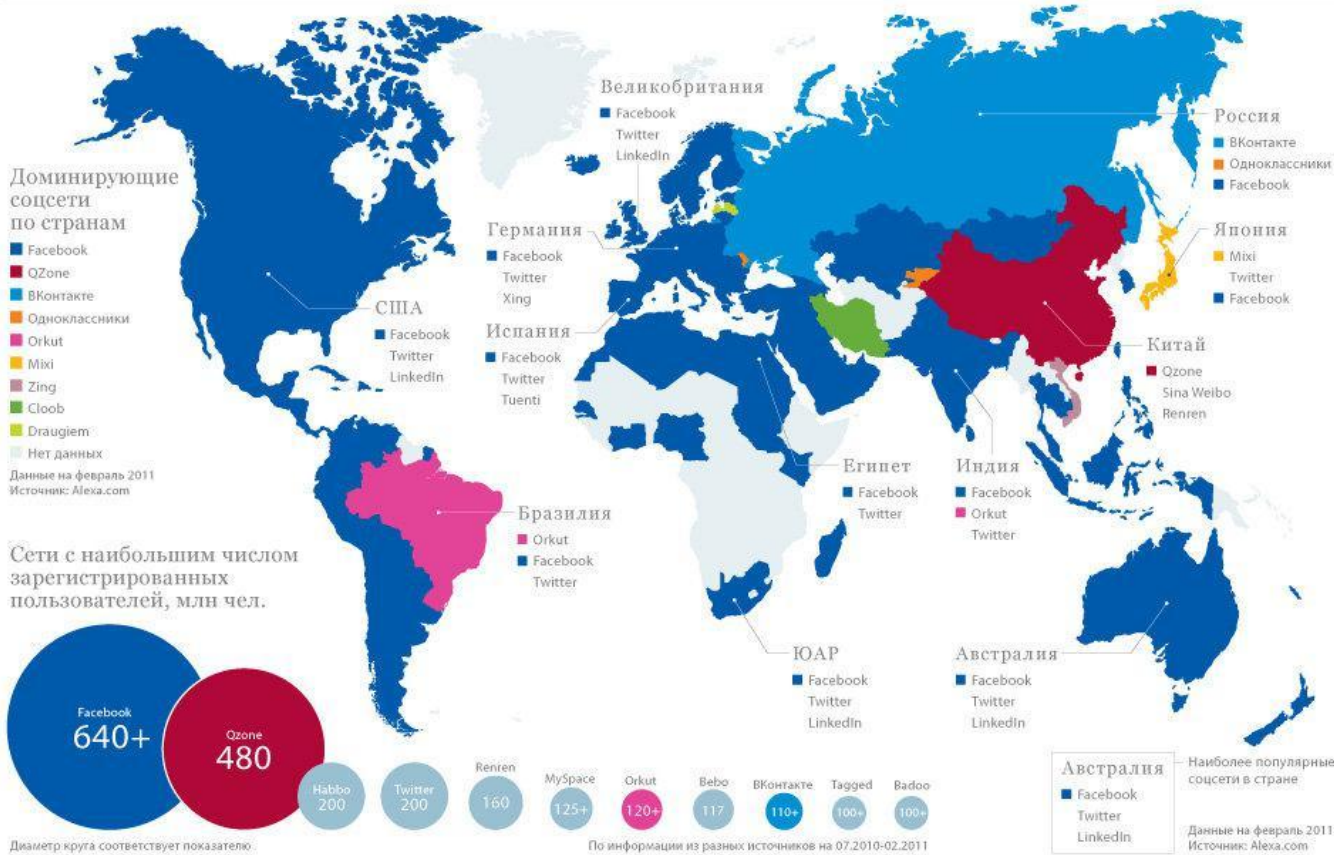 Великобритания
Facebook
Twitter
LinkedIn
Россия
ВКонтакте
Одноклассники
Facebook
Доминирующие
соцсети
по странам
Facebook
QZone
ВКонтакте
Одноклассники
Orkut
Mixi
Zing
Cloob
Draugiem
Нет данных
Данные на февраль 2011
Источник: Alexa.com
Германия
Facebook
Twitter
Xing
Япония
Mixi
Twitter
Facebook
США
Facebook
Twitter
LinkedIn
Испания
Facebook
Twitter
Tuenti
Китай
Qzone
Sina Weibo
Renren
Египет
Facebook
Twitter
Индия
Facebook
Orkut
Twitter
Бразилия
Orkut
Facebook
Twitter
ЮАР
Facebook
Twitter
LinkedIn
Австралия
Facebook
Twitter
LinkedIn
Сети с наибольшим числом
зарегистрированных
пользователей, млн чел.
Facebook
640+
Qzone
480
Habbo
200
Twitter
200
Renren
160
MySpace
125+
Orkut
120+
Bebo
117
ВКонтакте
110+
Tagged
100+
Badoo
100+
Австралия
Facebook
Twitter
LinkedIn
Наиболее популярные
соцсети в стране
Данные на февраль 2011
Источник: Alexa.com
Диаметр круга соответствует показателю
По информации из разных источников на 07.2010-02.2011